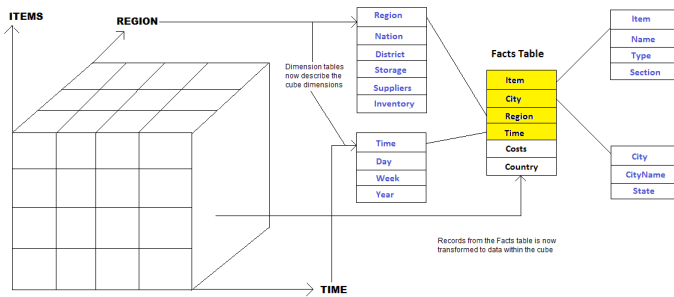 ITEMS
REGION
TIME
Dimension tables
now describe the
cube dimensions
Region
Nation
District
Storage
Suppliers
Inventory
Time
Day
Week
Year
Facts Table
Item
City
Region
Time
Costs
Country
Item
Name
Type
Section
City
CityName
State
Records from the Facts table is now
transformed to data within the cube